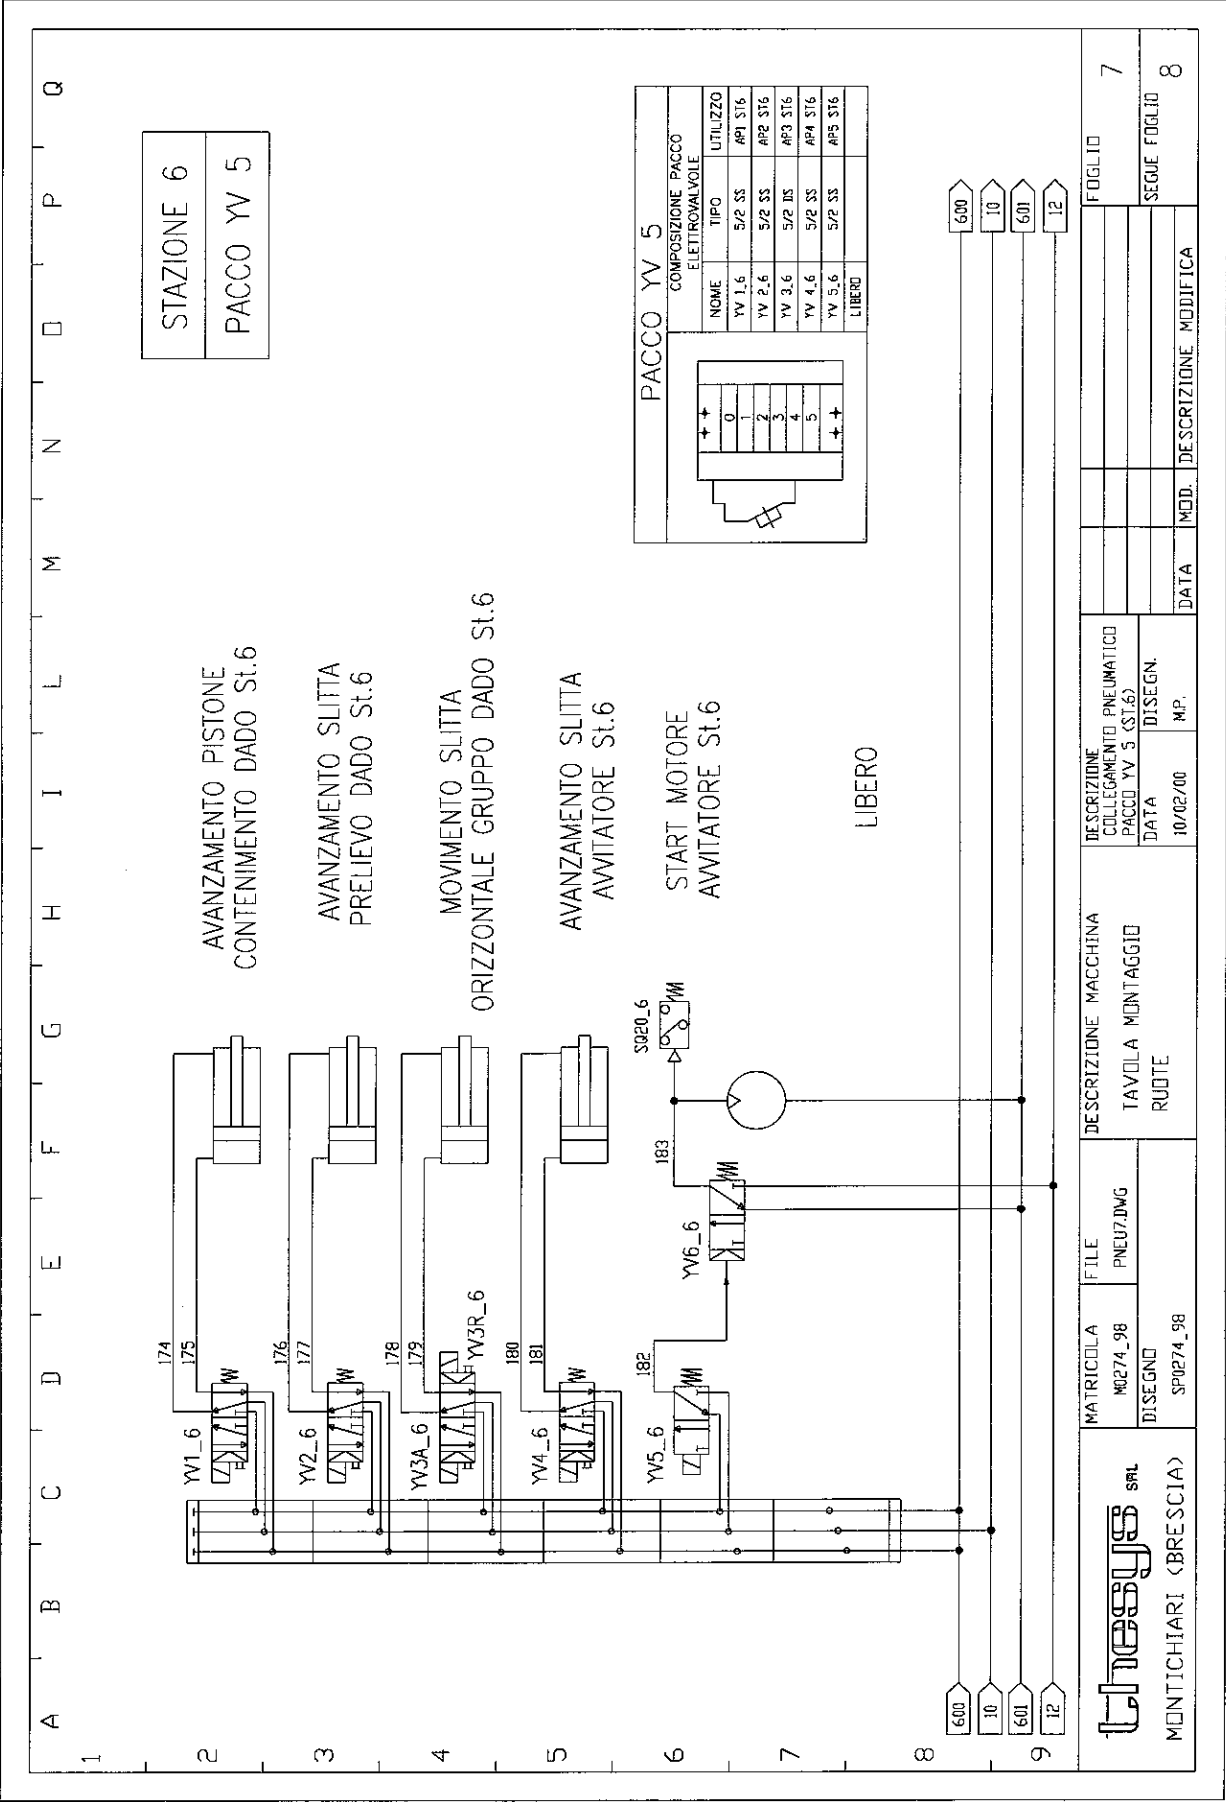 A B C D E F G H I L M N O P Q
1
2
3
4
5
6
7
8
9
STAZIONE 6
PACCO YV 5
174
175
YV1_6
AVANZAMENTO PISTONE
CONTENIMENTO DADO St.6
176
177
YV2_6
AVANZAMENTO SLITTA
PRELIEVO DADO St.6
178
179
YV3A_6
YV3R_6
MOVIMENTO SLITTA
ORIZZONTALE GRUPPO DADO St.6
180
181
YV4_6
AVANZAMENTO SLITTA
AVVITATORE St.6
182
YV5_6
YV6_6
183
SQ20_6
START MOTORE
AVVITATORE St.6
LIBERO
PACCO YV 5
COMPOSIZIONE PACCO
ELETTROVALVOLE
NOME TIPO UTILIZZO
YV 1_6 5/2 SS AP1 ST6
YV 2_6 5/2 SS AP2 ST6
YV 3_6 5/2 DS AP3 ST6
YV 4_6 5/2 SS AP4 ST6
YV 5_6 5/2 SS AP5 ST6
LIBERO
0
1
2
3
4
5
600 600
10 10
601 601
12 12
thesys SRL
MONTICHIARI (BRESCIA)
MATRICOLA
M0274_98
FILE
PNEU7.DWG
DISEGNO
SP0274_98
DESCRIZIONE MACCHINA
TAVOLA MONTAGGIO
RUOTE
DESCRIZIONE
COLLEGAMENTO PNEUMATICO
PACCO YV 5 (ST.6)
DATA
10/02/00
DISEGN.
M.P.
DATA MOD. DESCRIZIONE MODIFICA
FOGLIO
7
SEGUE FOGLIO
8